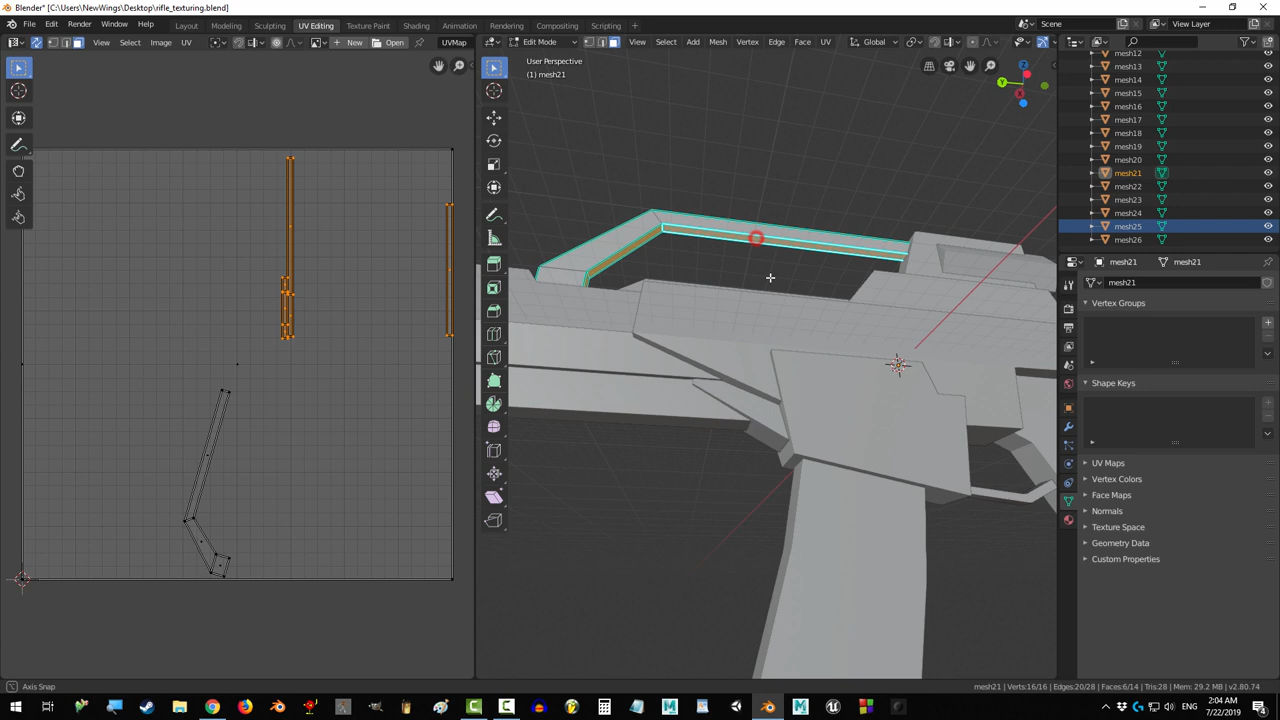 Blender* [C:\Users\NewWings\Desktop\rifle_texturing.blend]
File Edit Render Window Help Layout Modeling Sculpting UV Editing Texture Paint Shading Animation Rendering Compositing Scripting Scene View Layer
View Select Image UV New Open UVMap Edit Mode View Select Add Mesh Vertex Edge Face UV Global
User Perspective
(1) mesh21
Z
Y
X
mesh12
mesh13
mesh14
mesh15
mesh16
mesh17
mesh18
mesh19
mesh20
mesh21
mesh22
mesh23
mesh24
mesh25
mesh26
mesh21 mesh21
mesh21
Vertex Groups
Shape Keys
UV Maps
Vertex Colors
Face Maps
Normals
Texture Space
Geometry Data
Custom Properties
Axis Snap
mesh21 | Verts:16/16 | Edges:20/28 | Faces:6/14 | Tris:28 | Mem: 29.2 MB | v2.80.74
ENG
2:04 AM
7/22/2019